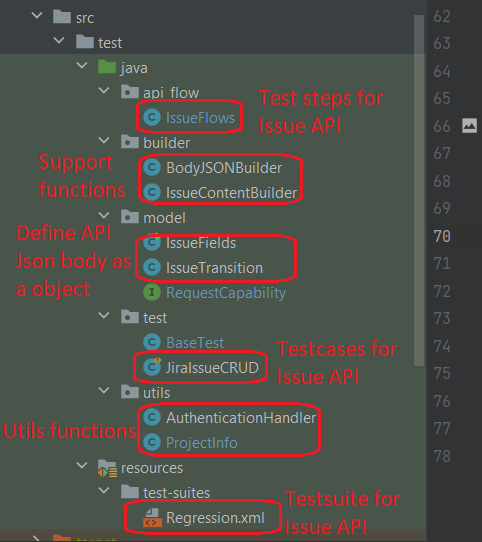 src
62
test
63
java
64
api_flow
Test steps for
65
IssueFlows
Issue API
66
builder
67
Support
functions
BodyJSONBuilder
68
IssueContentBuilder
69
Define API
Json body as
a object
model
70
IssueFields
71
IssueTransition
72
RequestCapability
73
test
74
BaseTest
Testcases for
Issue API
JiraIssueCRUD
75
utils
76
Utils functions
AuthenticationHandler
77
ProjectInfo
78
resources
test-suites
Testsuite for
Issue API
Regression.xml